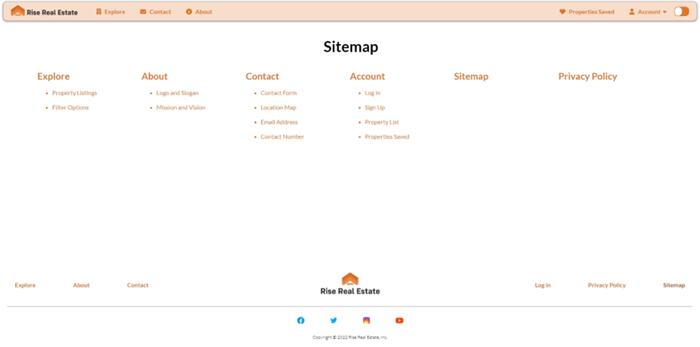 Rise Real Estate Explore Contact About Properties Saved Account
Sitemap
Explore About Contact Account Sitemap Privacy Policy
Property Listings Logo and Slogan Contact Form Log In
Filter Options Mission and Vision Location Map Sign Up
Email Address Property List
Contact Number Properties Saved
Explore About Contact Rise Real Estate Log in Privacy Policy Sitemap
Copyright © 2022 Rise Real Estate, Inc.